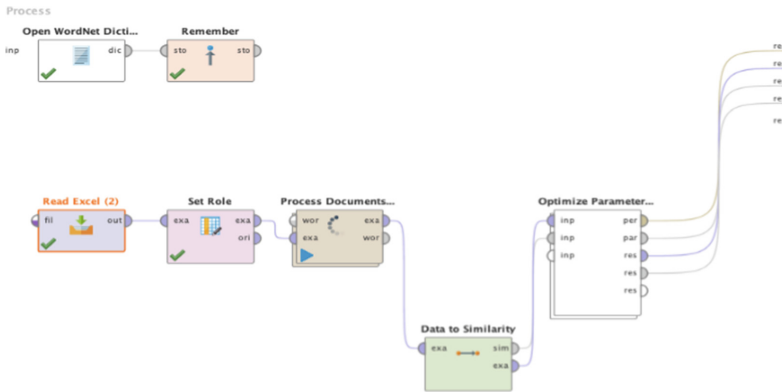 Process
Open WordNet Dicti... Remember
inp dic sto sto
re
re
re
re
re
Read Excel (2) Set Role Process Documents... Optimize Parameter...
fil out exa exa wor exa inp per
ori exa wor inp par
inp res
res
res
Data to Similarity
exa sim
exa